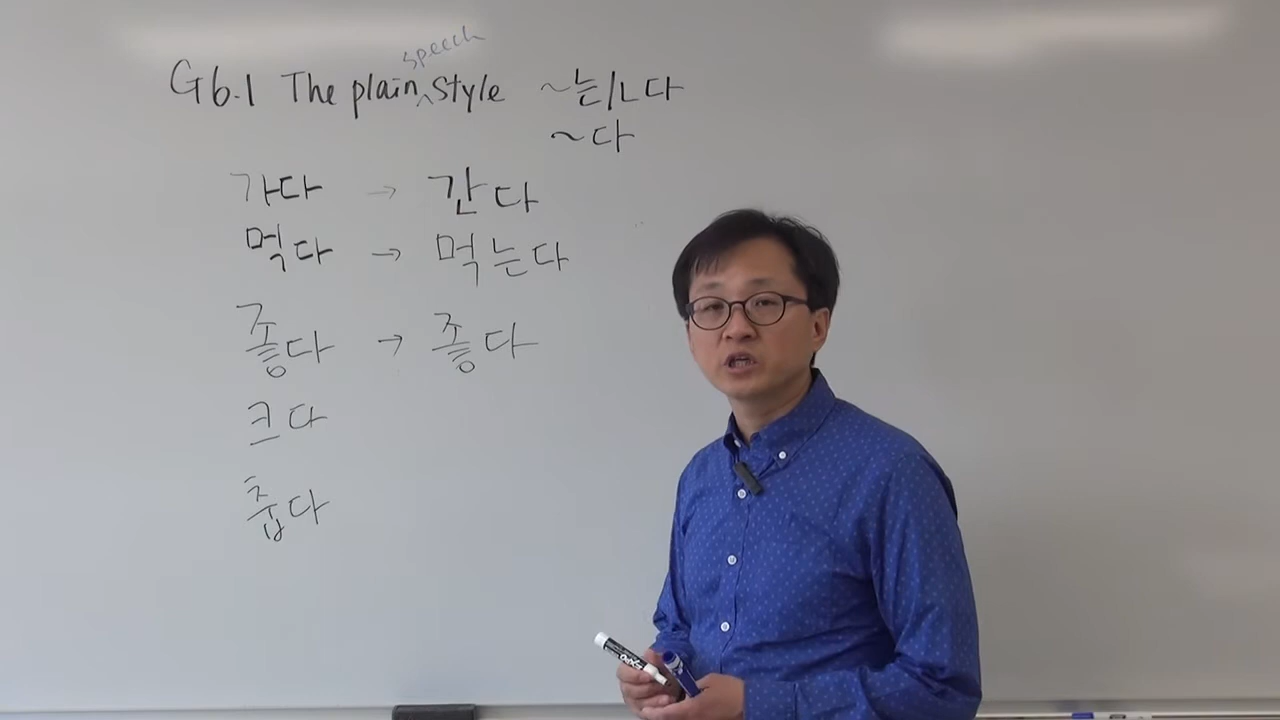 G6.1 The plain speech style ~는/ㄴ다
~다
가다 → 간다
먹다 → 먹는다
좋다 → 좋다
크다
춥다
EXPO